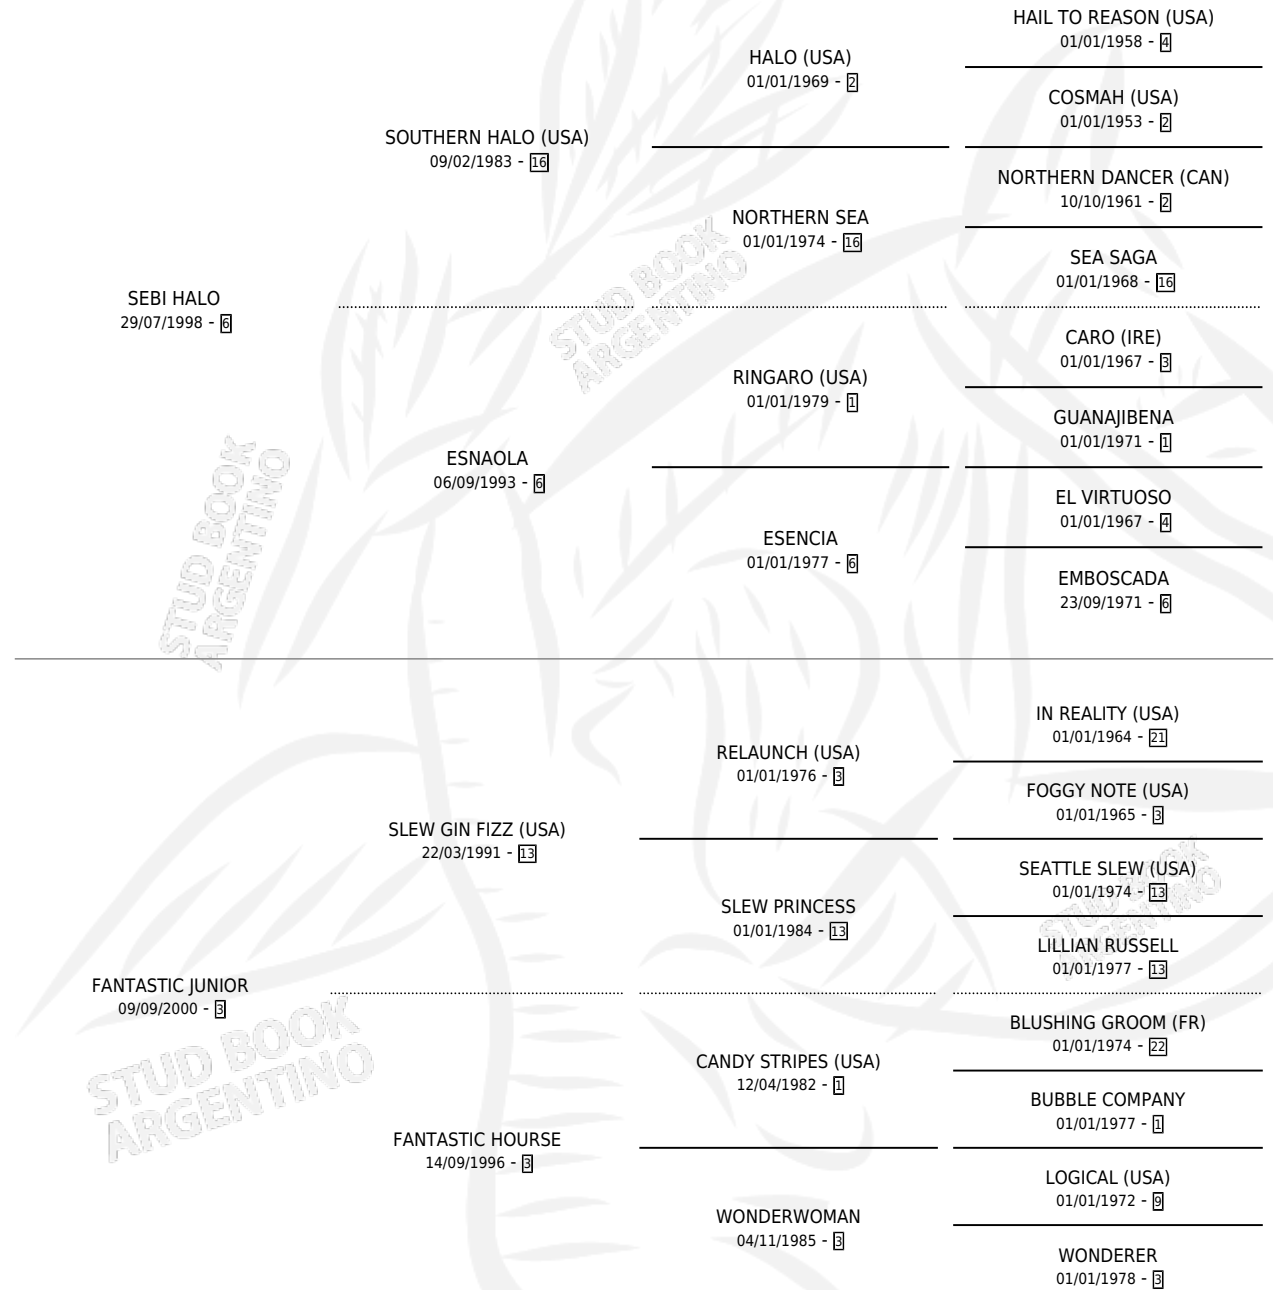 HAIL TO REASON (USA)
01/01/1958 - 4
HALO (USA)
01/01/1969 - 2
COSMAH (USA)
01/01/1953 - 2
SOUTHERN HALO (USA)
09/02/1983 - 16
NORTHERN DANCER (CAN)
10/10/1961 - 2
NORTHERN SEA
01/01/1974 - 16
SEA SAGA
01/01/1968 - 16
SEBI HALO
29/07/1998 - 6
STUD BOOK
ARGENTINO
CARO (IRE)
01/01/1967 - 3
RINGARO (USA)
01/01/1979 - 1
GUANAJIBENA
01/01/1971 - 1
ESNAOLA
06/09/1993 - 6
EL VIRTUOSO
01/01/1967 - 4
ESENCIA
01/01/1977 - 6
EMBOSCADA
23/09/1971 - 6
STUD BOOK
ARGENTINO
IN REALITY (USA)
01/01/1964 - 21
RELAUNCH (USA)
01/01/1976 - 3
FOGGY NOTE (USA)
01/01/1965 - 3
SLEW GIN FIZZ (USA)
22/03/1991 - 13
SEATTLE SLEW (USA)
01/01/1974 - 13
SLEW PRINCESS
01/01/1984 - 13
LILLIAN RUSSELL
01/01/1977 - 13
STUD BOOK
ARGENTINO
FANTASTIC JUNIOR
09/09/2000 - 3
BLUSHING GROOM (FR)
01/01/1974 - 22
CANDY STRIPES (USA)
12/04/1982 - 1
BUBBLE COMPANY
01/01/1977 - 1
STUD BOOK
ARGENTINO
FANTASTIC HOURSE
14/09/1996 - 3
LOGICAL (USA)
01/01/1972 - 9
WONDERWOMAN
04/11/1985 - 3
WONDERER
01/01/1978 - 3